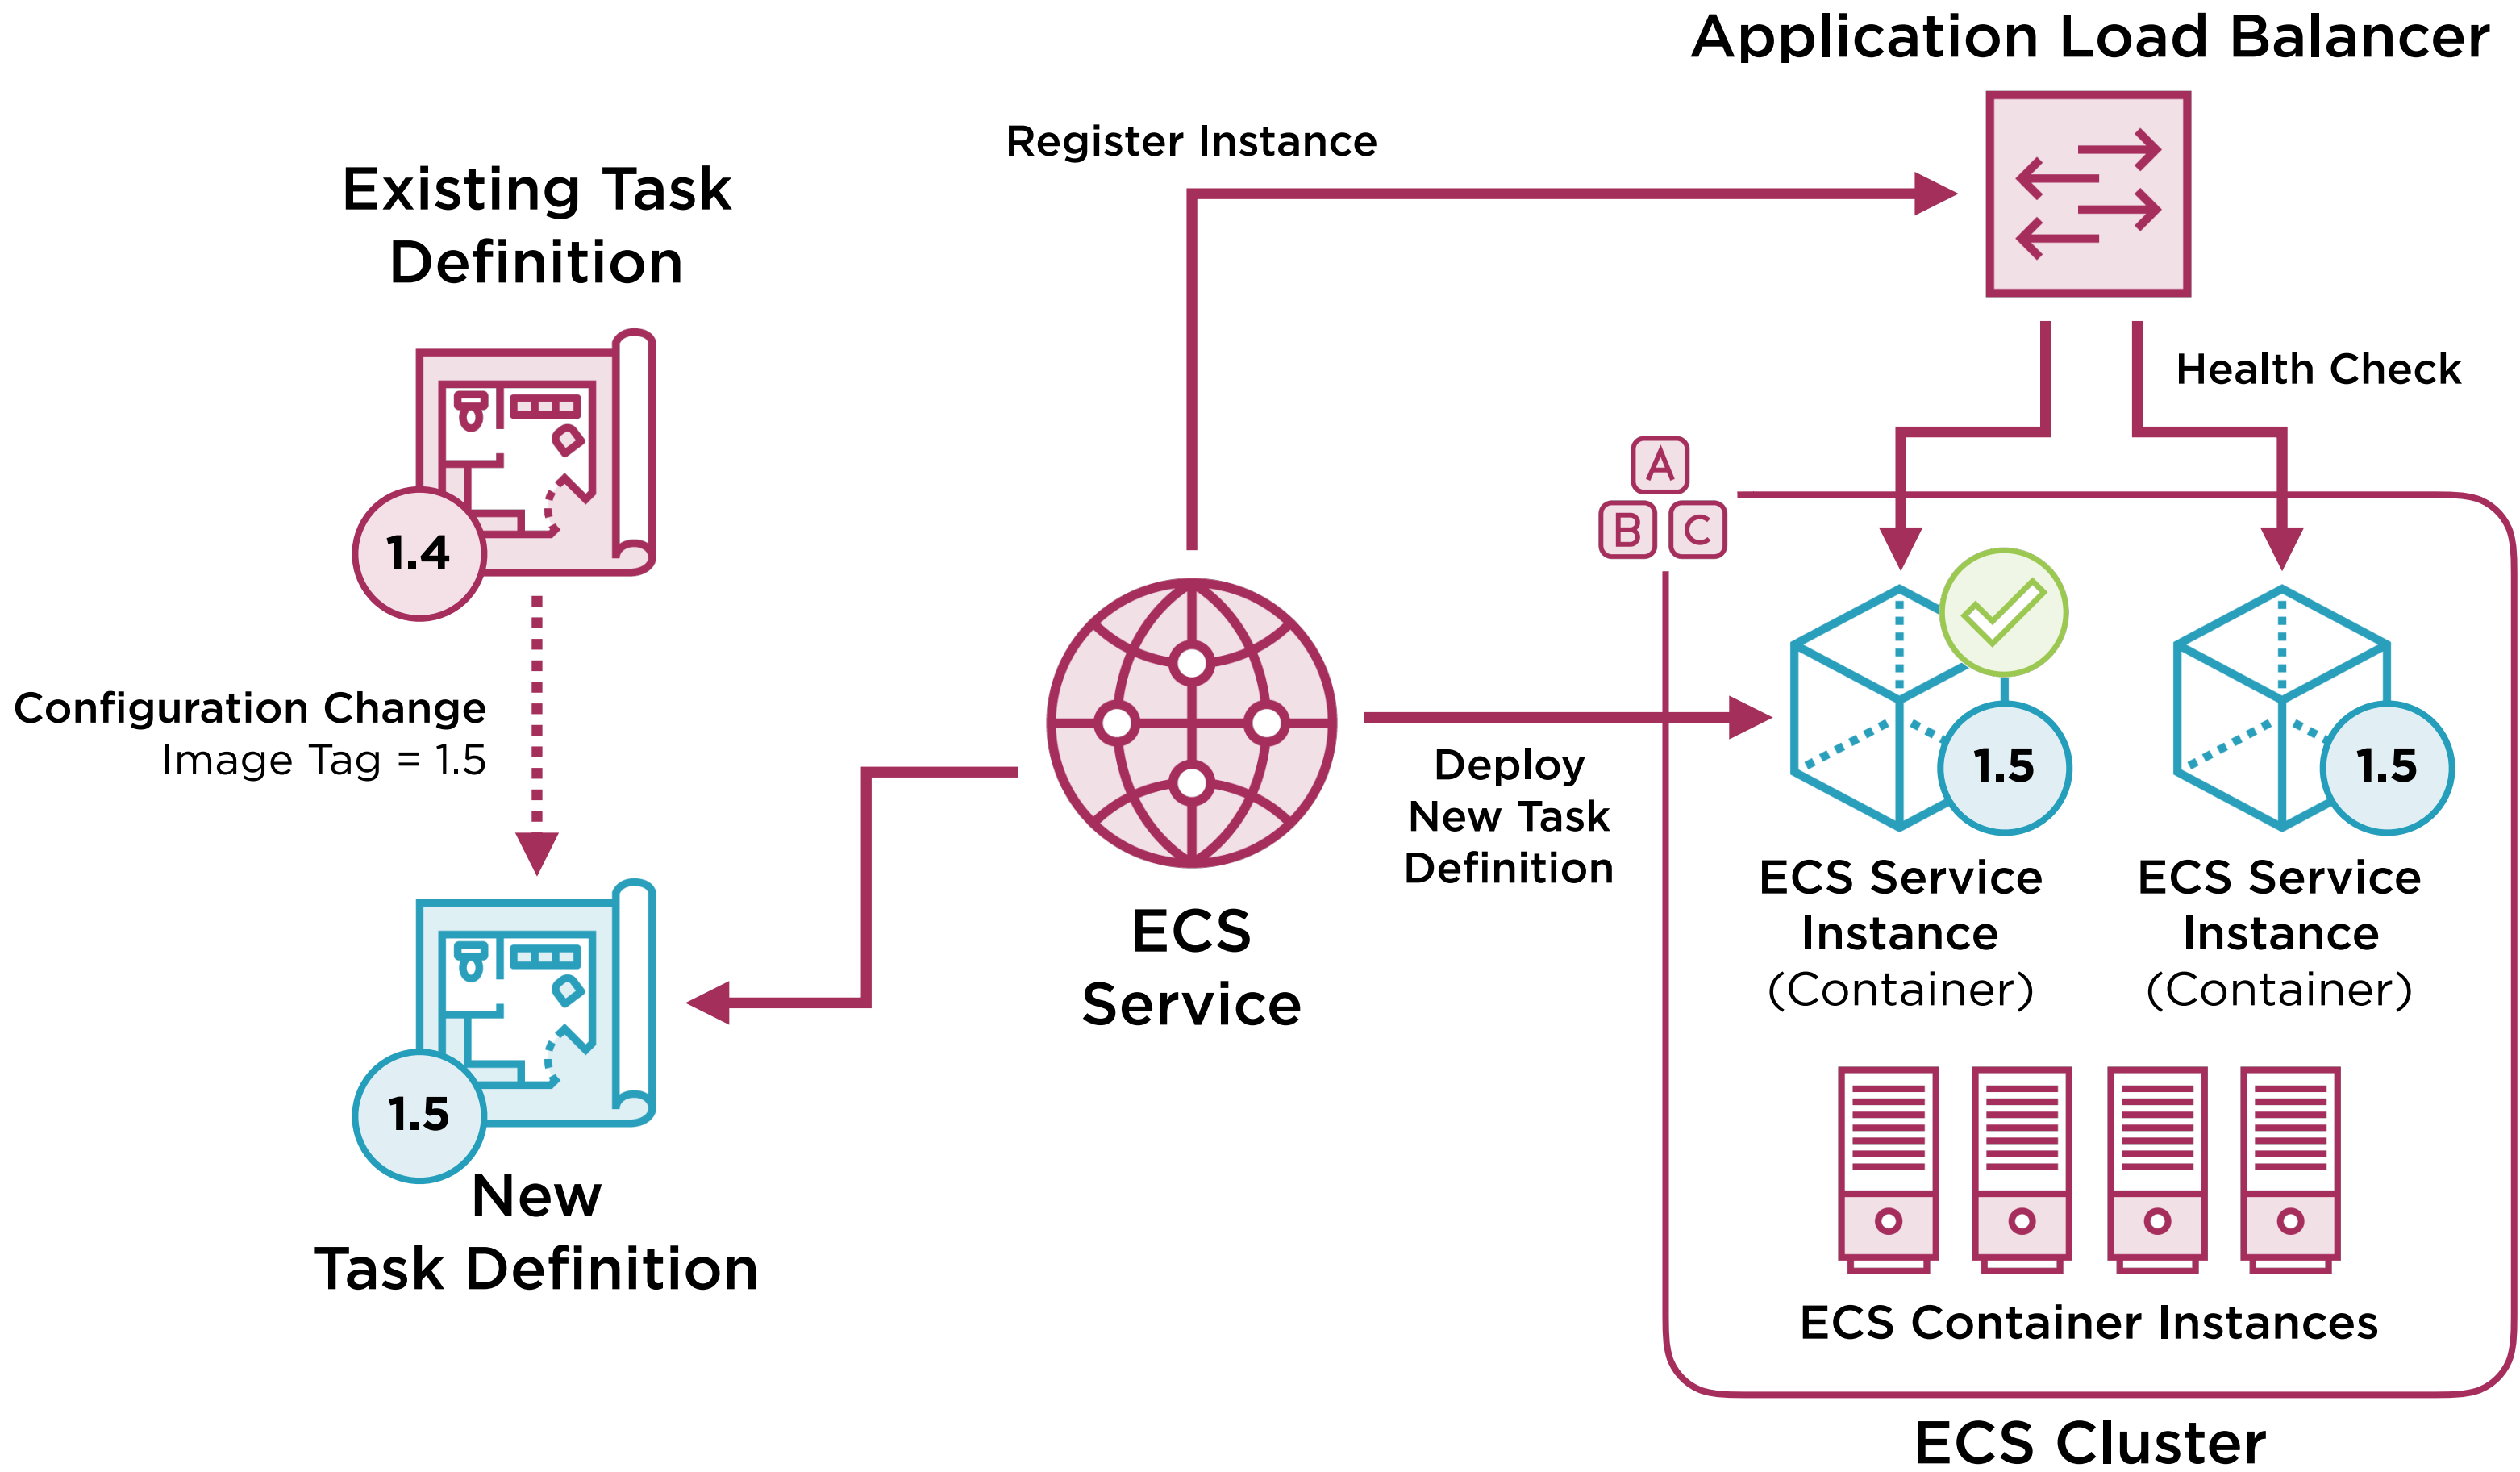 Application Load Balancer
Register Instance
Existing Task
Definition
Health Check
A
B
C
1.4
Configuration Change
Image Tag = 1.5
1.5
1.5
Deploy
New Task
Definition
ECS
Service
ECS Service
Instance
(Container)
ECS Service
Instance
(Container)
1.5
New
Task Definition
ECS Container Instances
ECS Cluster